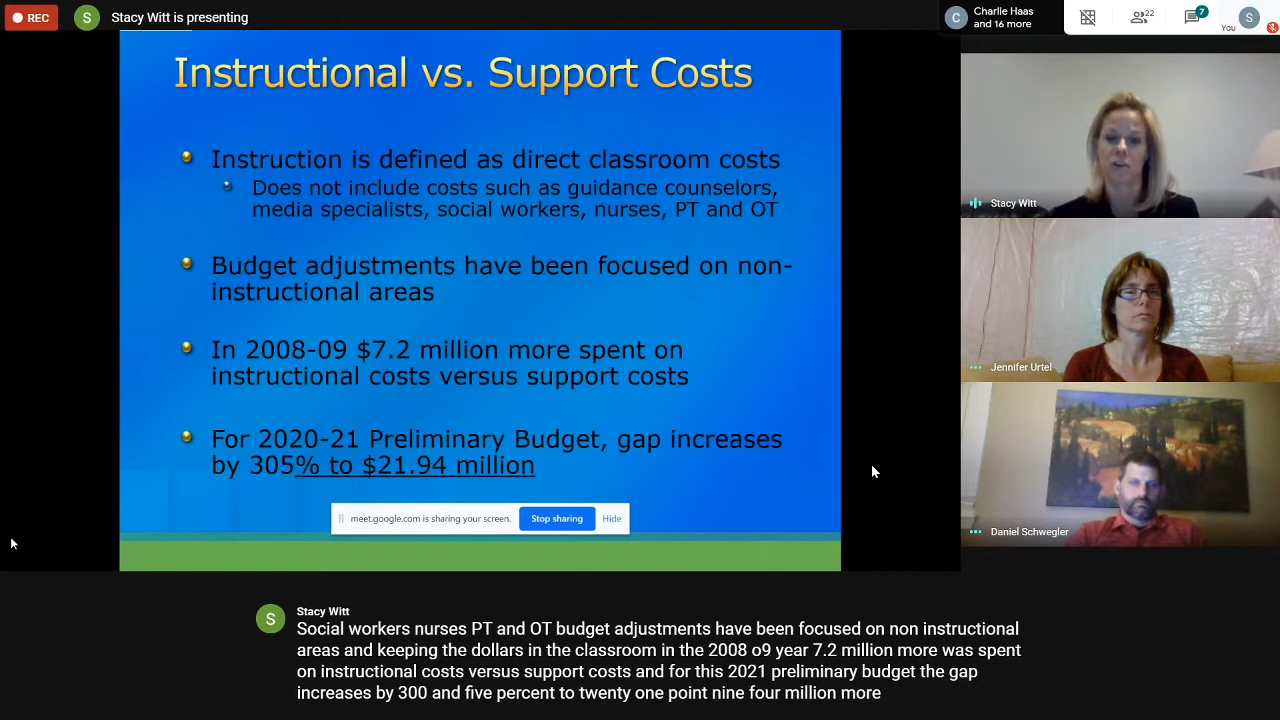 REC
S
Stacy Witt is presenting
C
Charlie Haas
and 16 more
22
7
You
S
Instructional vs. Support Costs
Instruction is defined as direct classroom costs
Does not include costs such as guidance counselors,
media specialists, social workers, nurses, PT and OT
Budget adjustments have been focused on non-
instructional areas
In 2008-09 $7.2 million more spent on
instructional costs versus support costs
For 2020-21 Preliminary Budget, gap increases
by 305% to $21.94 million
meet.google.com is sharing your screen.
Stop sharing
Hide
Stacy Witt
Jennifer Urtel
Daniel Schwegler
S
Stacy Witt
Social workers nurses PT and OT budget adjustments have been focused on non instructional
areas and keeping the dollars in the classroom in the 2008 o9 year 7.2 million more was spent
on instructional costs versus support costs and for this 2021 preliminary budget the gap
increases by 300 and five percent to twenty one point nine four million more